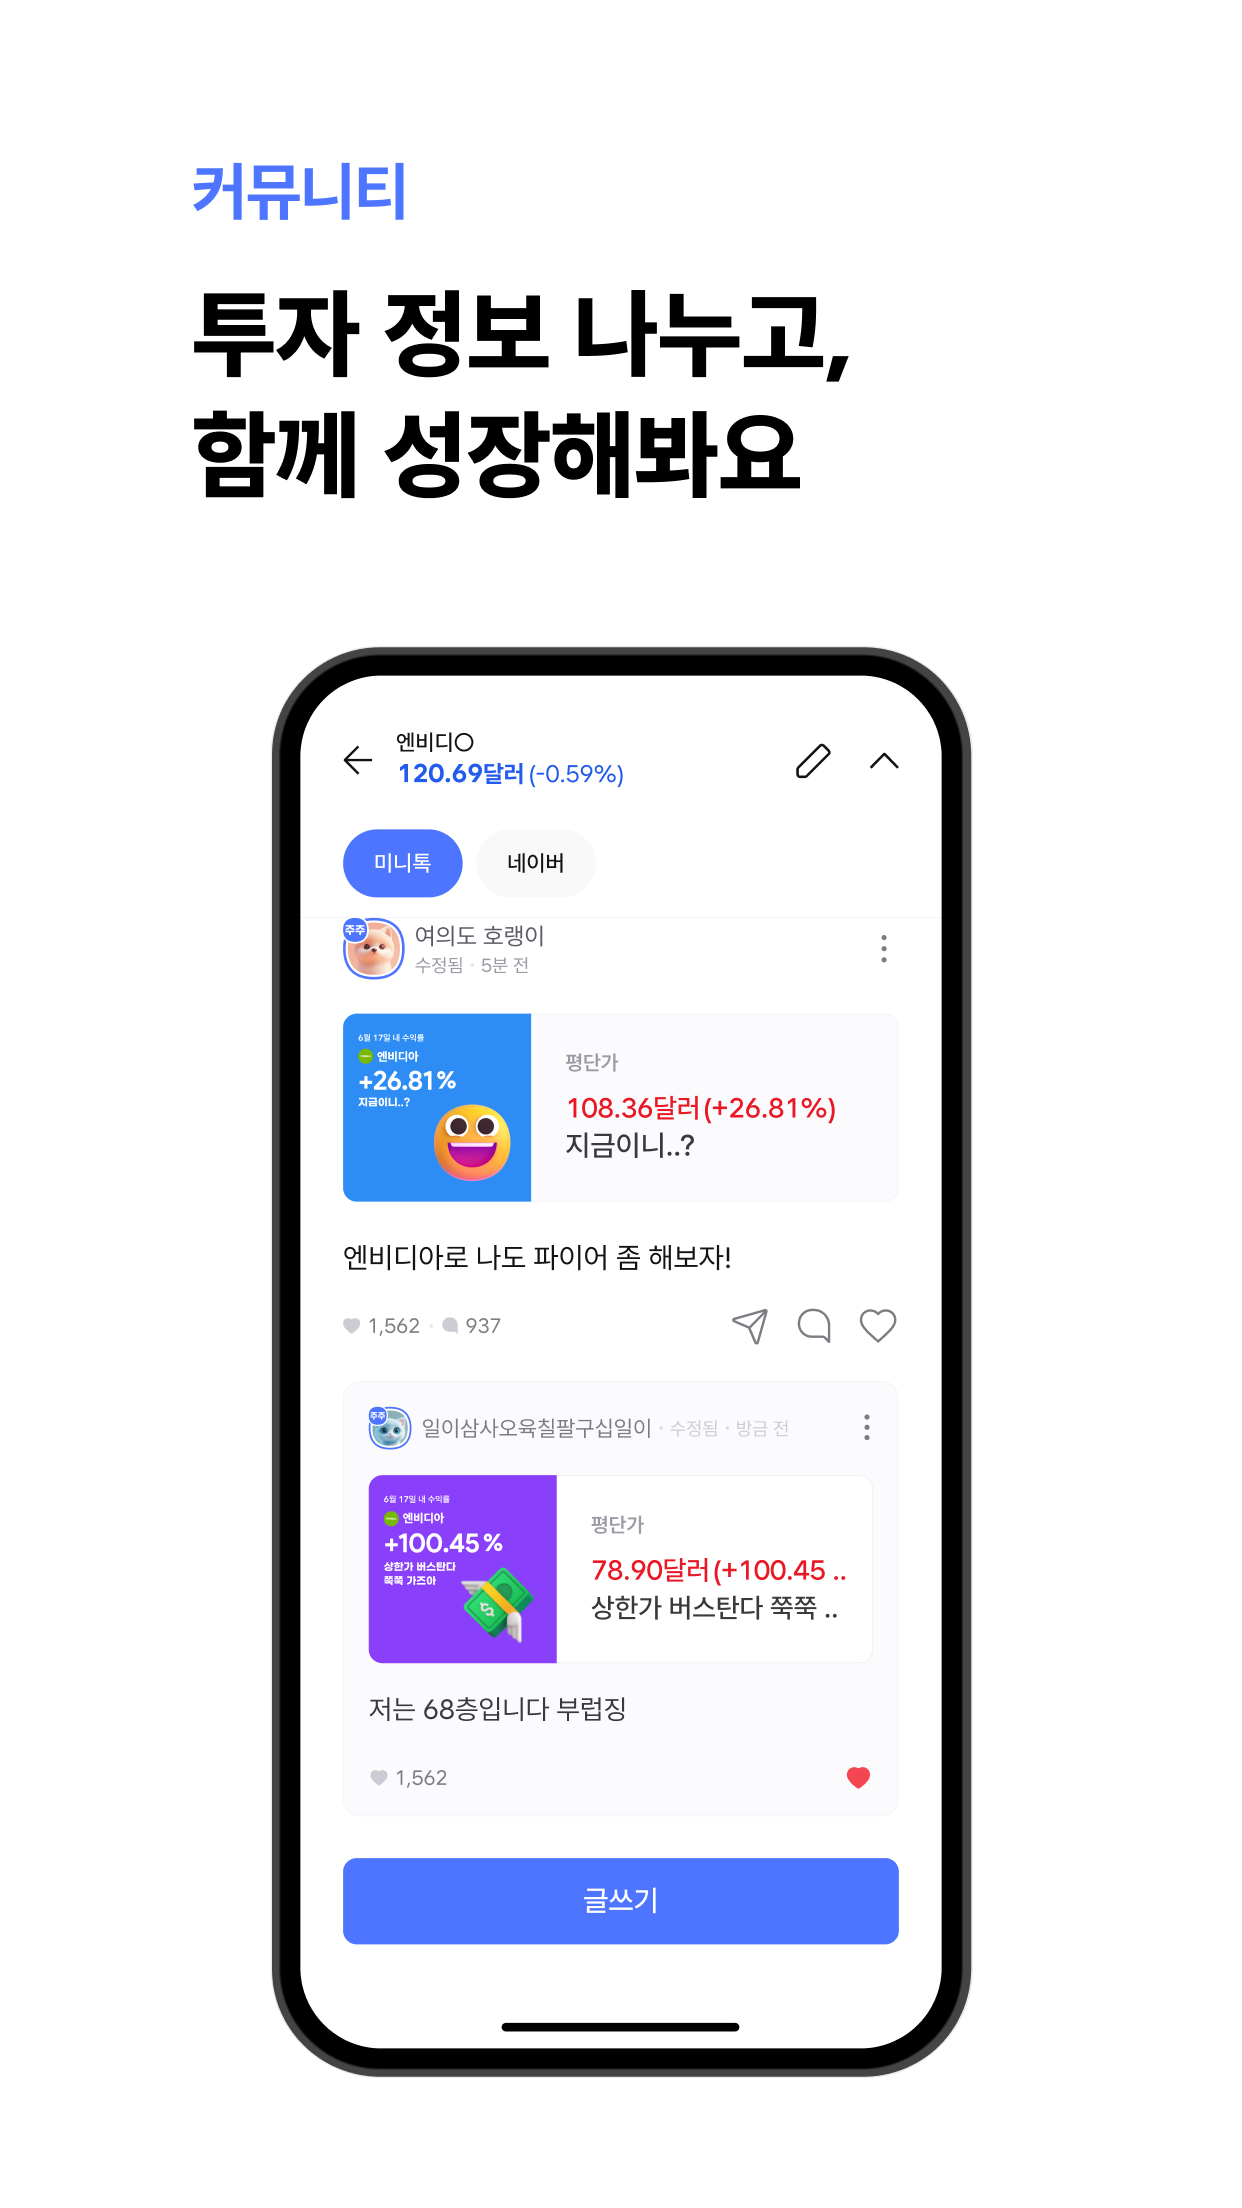 커뮤니티
투자 정보 나누고,
함께 성장해봐요
엔비디○
120.69달러 (-0.59%)
미니톡
네이버
주주
여의도 호랭이
수정됨 · 5분 전
6월 17일 내 수익률
엔비디아
+26.81%
지금이니..?
평단가
108.36달러 (+26.81%)
지금이니..?
엔비디아로 나도 파이어 좀 해보자!
1,562 · 937
주주
일이삼사오육칠팔구십일이 · 수정됨 · 방금 전
6월 17일 내 수익률
엔비디아
+100.45 %
상한가 버스탄다
쭉쭉 가즈아
평단가
78.90달러 (+100.45 ..
상한가 버스탄다 쭉쭉 ..
저는 68층입니다 부럽징
1,562
글쓰기